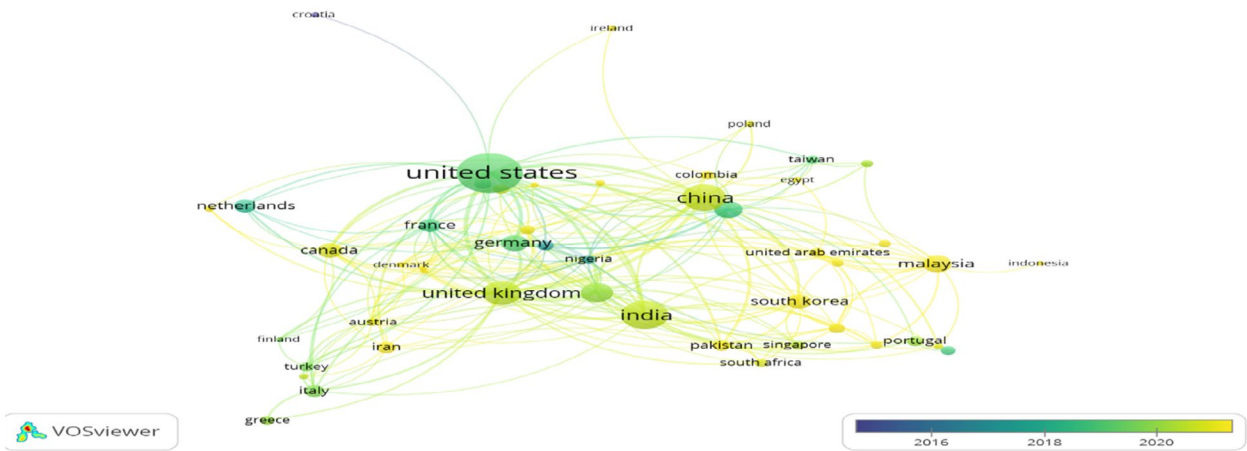 croatia
ireland
poland
taiwan
united states
colombia
egypt
china
netherlands
france
germany
canada
united arab emirates
nigeria
denmark
malaysia
indonesia
united kingdom
south korea
india
austria
finland
iran
pakistan
singapore
portugal
south africa
turkey
italy
greece
VOSviewer
2016
2018
2020